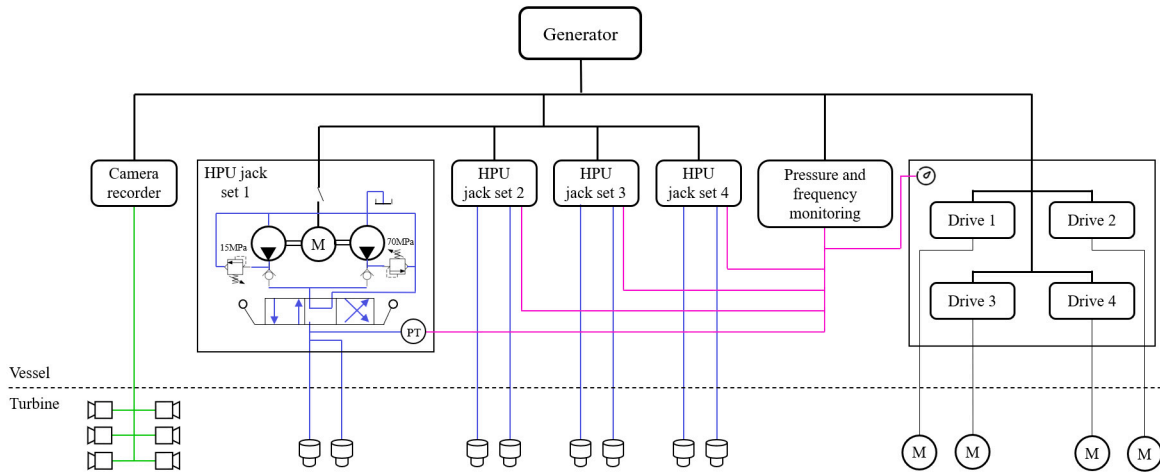 Generator
Camera
recorder
HPU jack
set 1
15MPa
M
70MPa
PT
HPU
jack set 2
HPU
jack set 3
HPU
jack set 4
Pressure and
frequency
monitoring
Drive 1
Drive 2
Drive 3
Drive 4
Vessel
Turbine
M
M
M
M